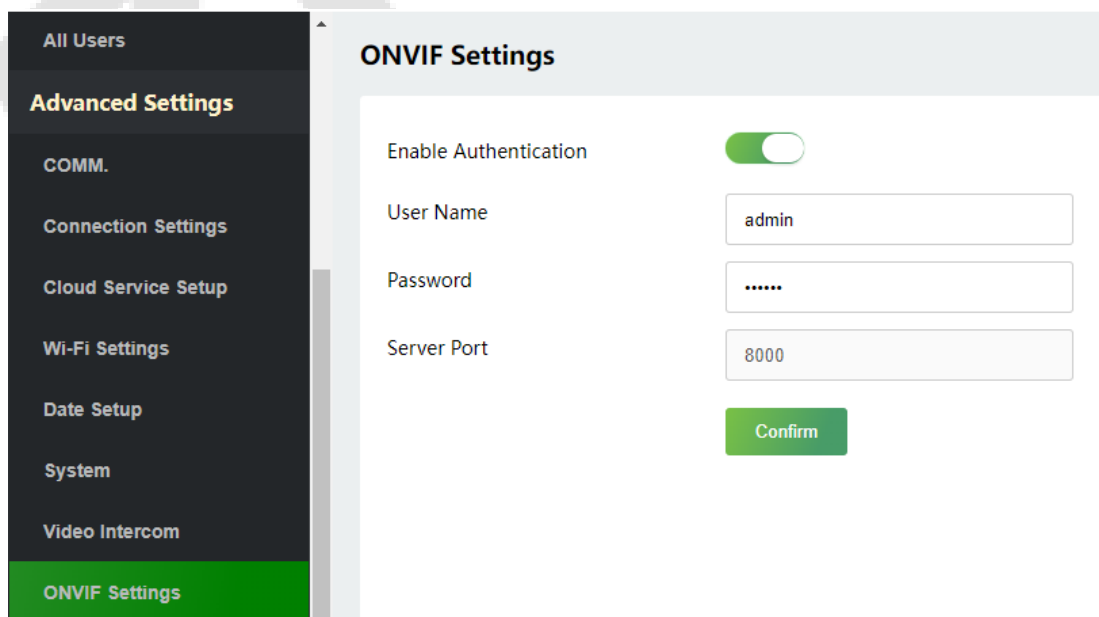 All Users
Advanced Settings
COMM.
Connection Settings
Cloud Service Setup
Wi-Fi Settings
Date Setup
System
Video Intercom
ONVIF Settings
ONVIF Settings
Enable Authentication
User Name
admin
Password
••••••
Server Port
8000
Confirm